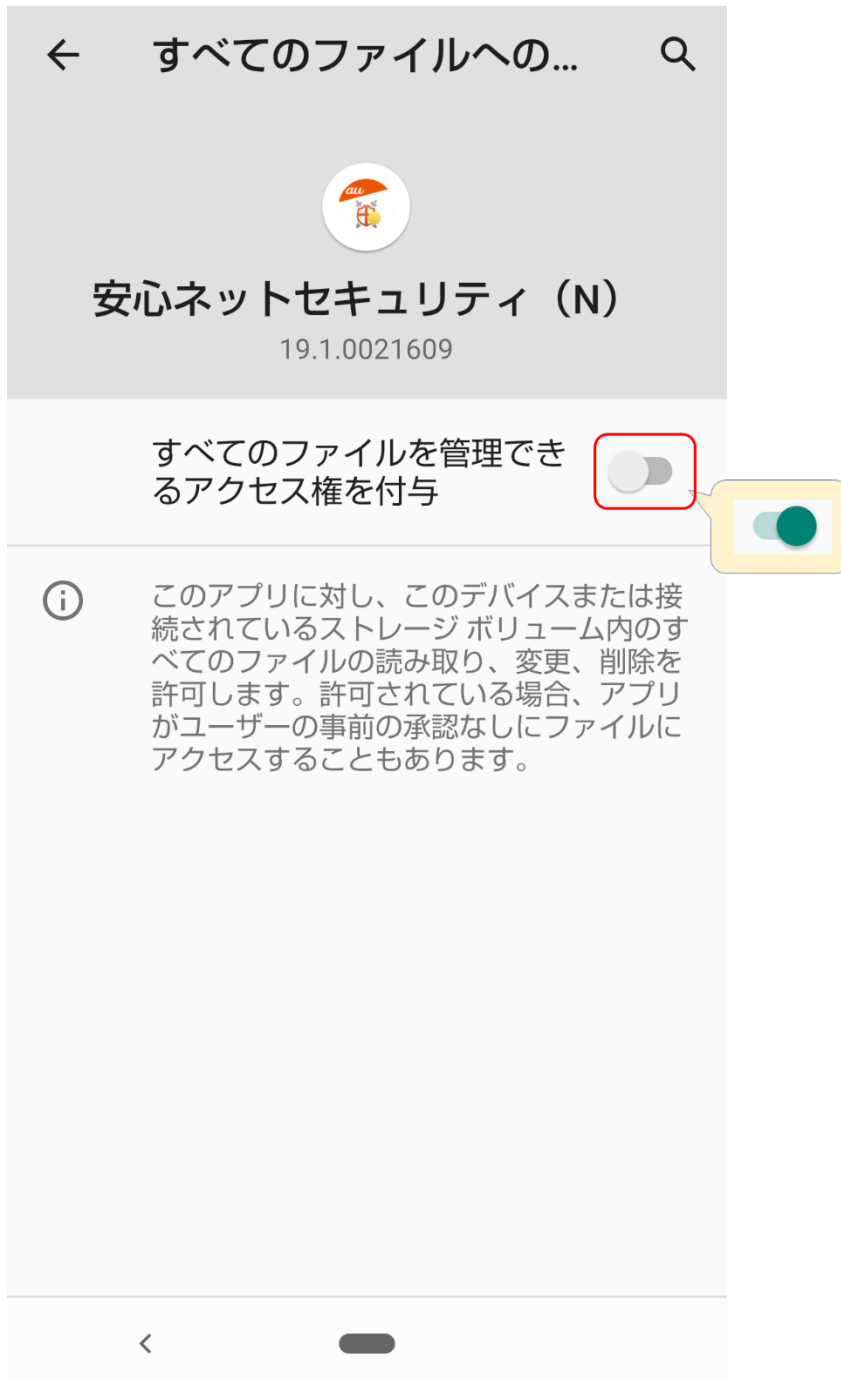 すべてのファイルへの...
au
安心ネットセキュリティ（N）
19.1.0021609
すべてのファイルを管理でき
るアクセス権を付与
このアプリに対し、このデバイスまたは接
続されているストレージ ボリューム内のす
べてのファイルの読み取り、変更、削除を
許可します。許可されている場合、アプリ
がユーザーの事前の承認なしにファイルに
アクセスすることもあります。